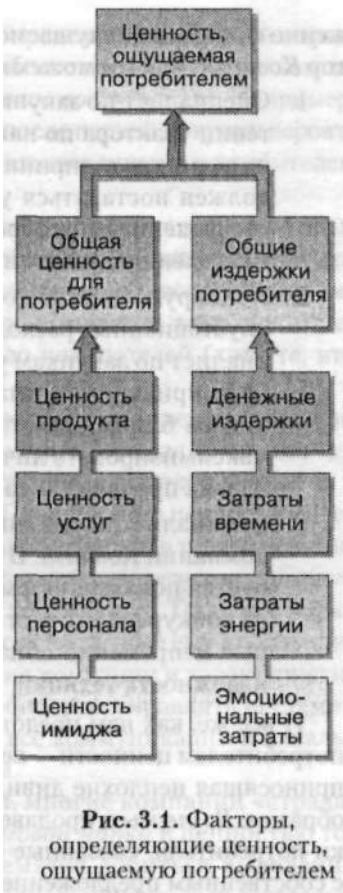 Ценность,
ощущаемая
потребителем
Общая
ценность
для
потребителя
Общие
издержки
потребителя
Ценность
продукта
Денежные
издержки
Ценность
услуг
Затраты
времени
Ценность
персонала
Затраты
энергии
Ценность
имиджа
Эмоцио-
нальные
затраты
Рис. 3.1. Факторы,
определяющие ценность,
ощущаемую потребителем